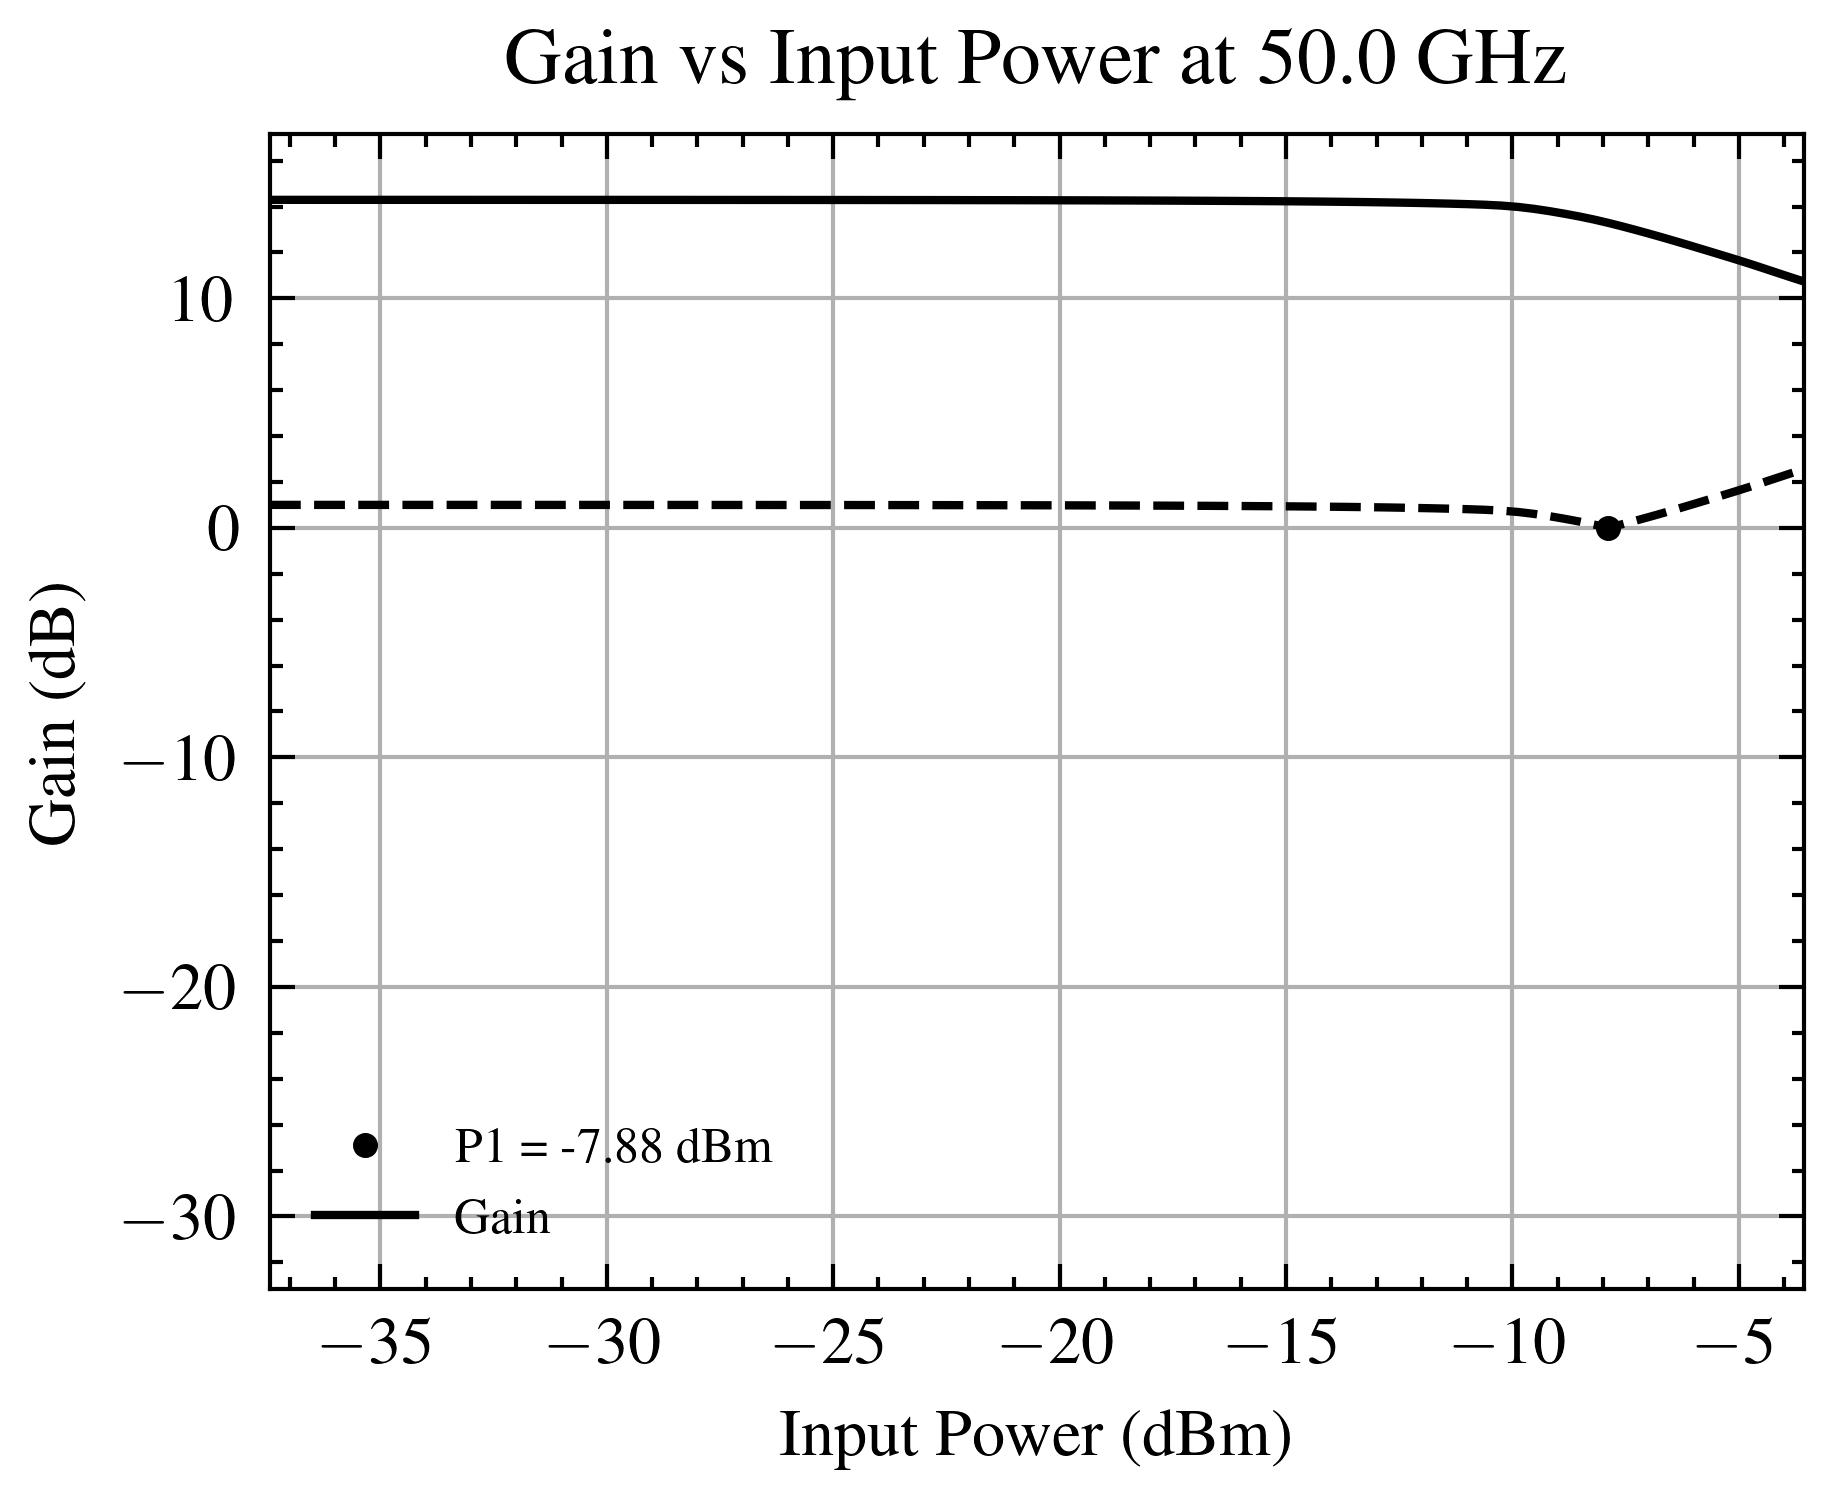 Gain vs Input Power at 50.0 GHz
Gain (dB)
10
0
−10
−20
−30
P1 = -7.88 dBm
Gain
−35 −30 −25 −20 −15 −10 −5
Input Power (dBm)